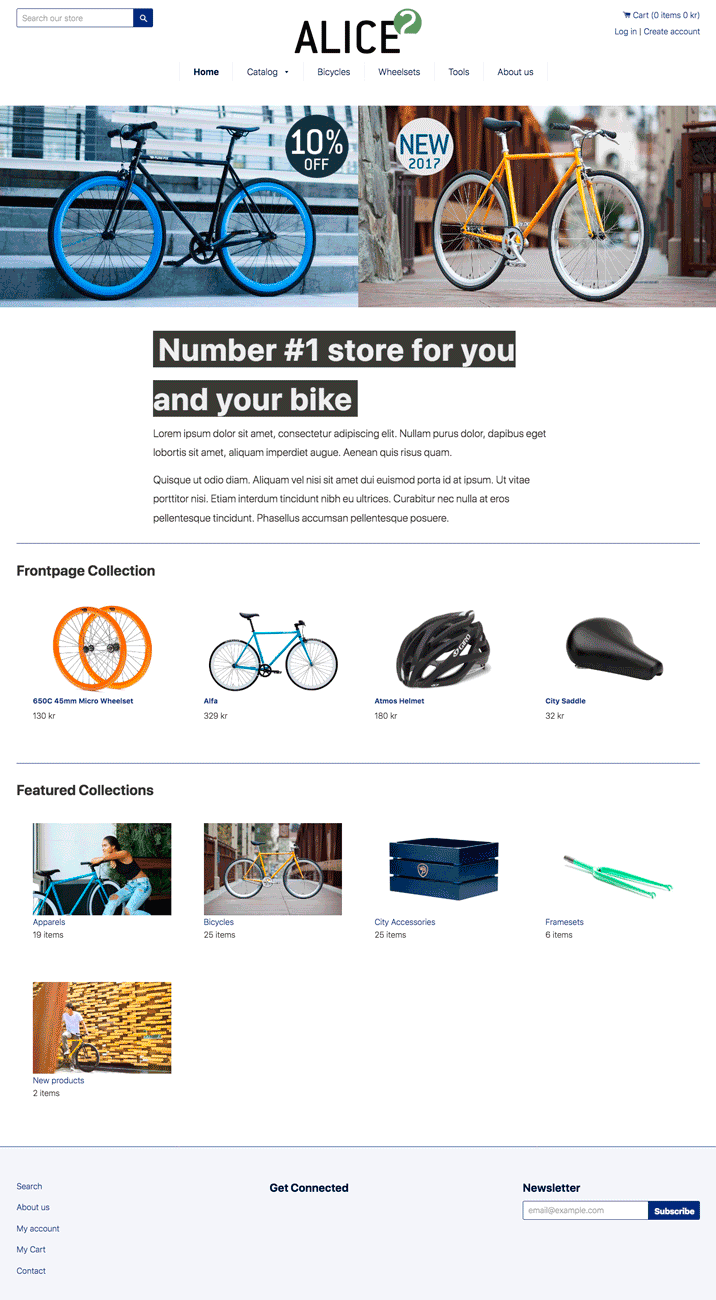 Search our store
Cart (0 items 0 kr)
Log in | Create account
ALICE 2
Home
Catalog
Bicycles
Wheelsets
Tools
About us
10%
OFF
NEW
2017
Number #1 store for you
and your bike
Lorem ipsum dolor sit amet, consectetur adipiscing elit. Nullam purus dolor, dapibus eget
lobortis sit amet, aliquam imperdiet augue. Aenean quis risus quam.
Quisque ut odio diam. Aliquam vel nisi sit amet dui euismod porta id at ipsum. Ut vitae
porttitor nisi. Etiam interdum tincidunt nibh eu ultrices. Curabitur nec nulla at eros
pellentesque tincidunt. Phasellus accumsan pellentesque posuere.
Frontpage Collection
650C 45mm Micro Wheelset
130 kr
Alfa
329 kr
GIRO
Atmos Helmet
180 kr
City Saddle
32 kr
Featured Collections
Apparels
19 items
Bicycles
25 items
City Accessories
25 items
Framesets
6 items
New products
2 items
Search
About us
My account
My Cart
Contact
Get Connected
Newsletter
email@example.com
Subscribe